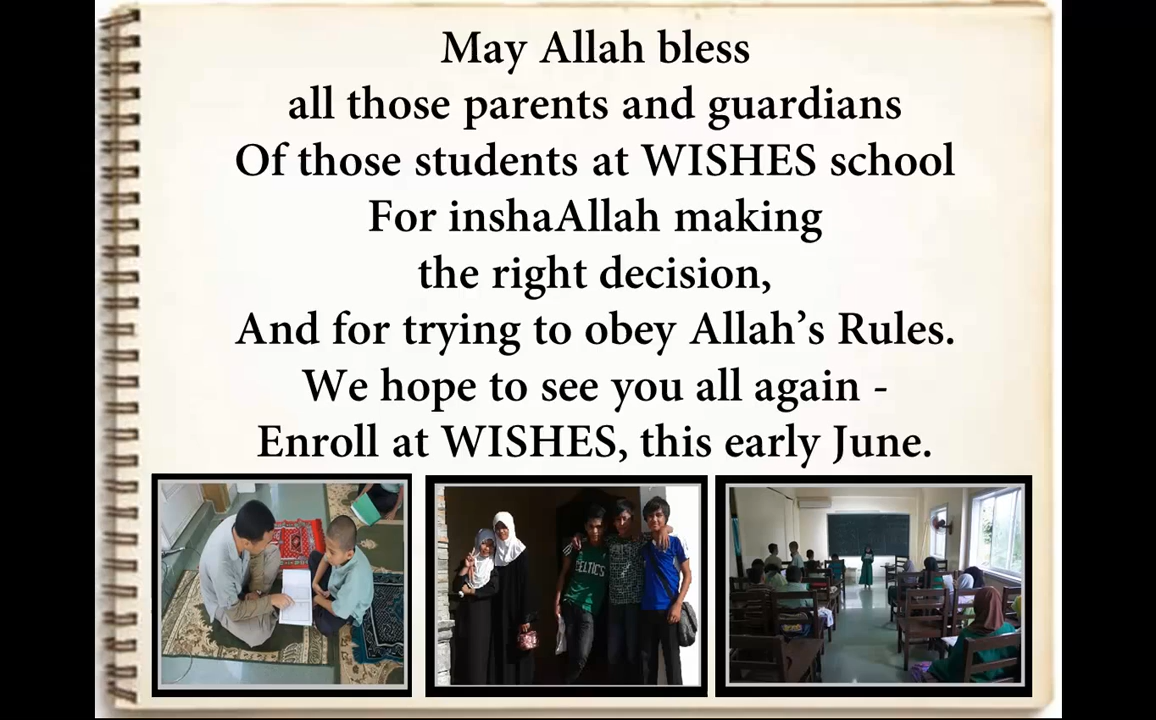 May Allah bless
all those parents and guardians
Of those students at WISHES school
For inshaAllah making
the right decision,
And for trying to obey Allah’s Rules.
We hope to see you all again -
Enroll at WISHES, this early June.
CELTICS